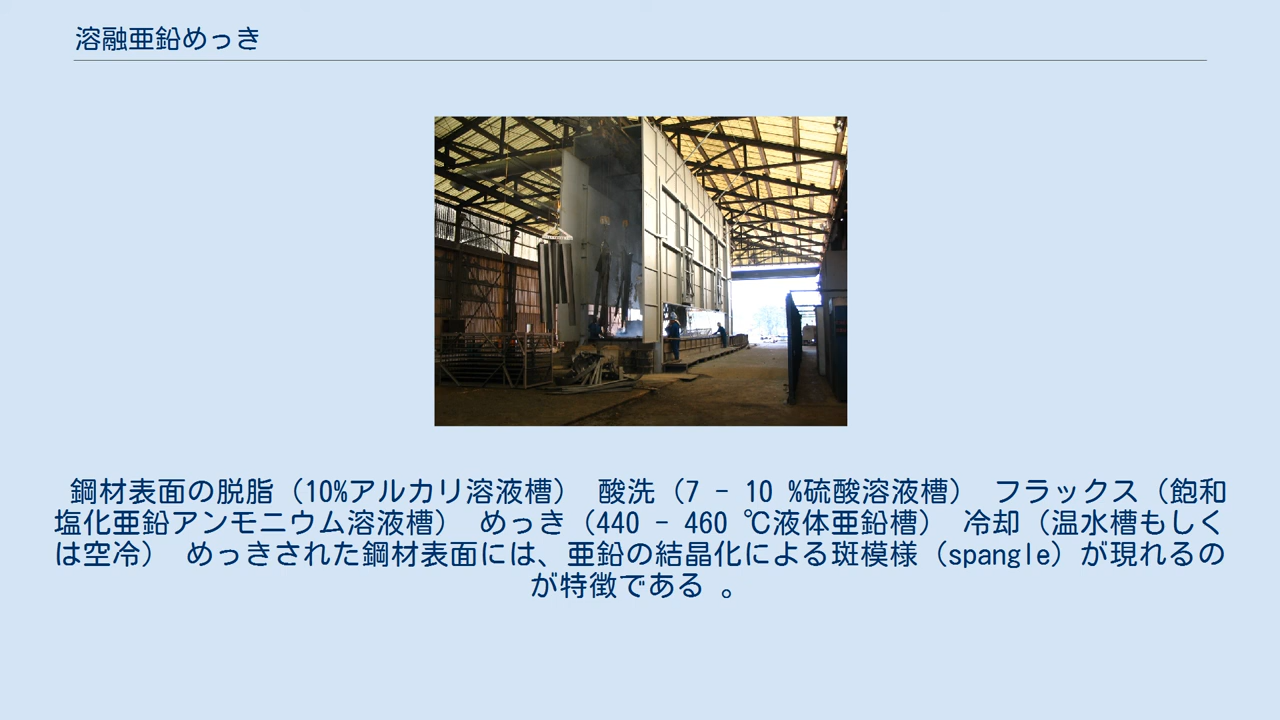 溶融亜鉛めっき
鋼材表面の脱脂（10%アルカリ溶液槽） 酸洗（7 - 10 %硫酸溶液槽） フラックス（飽和
塩化亜鉛アンモニウム溶液槽） めっき（440 - 460 ℃液体亜鉛槽） 冷却（温水槽もしく
は空冷） めっきされた鋼材表面には、亜鉛の結晶化による斑模様（spangle）が現れるの
が特徴である 。